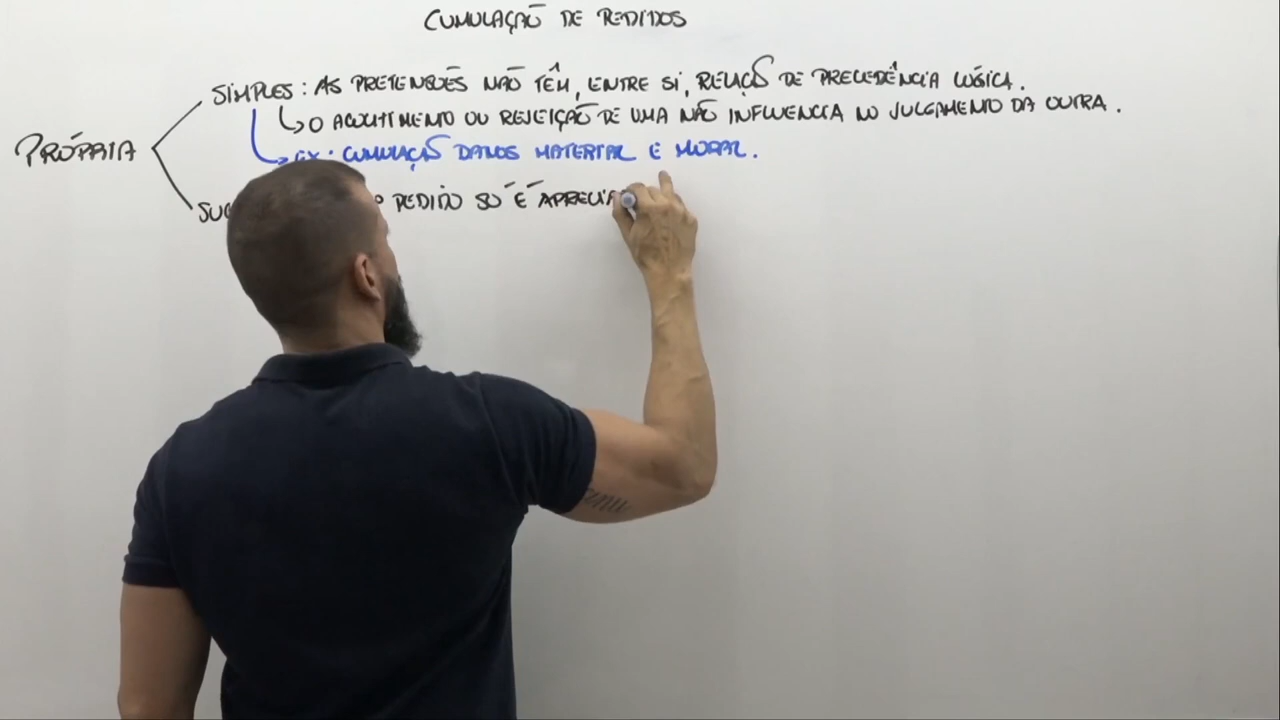 CUMULAÇÃO DE PEDIDOS
SIMPLES: AS PRETENSÕES NÃO TÊM, ENTRE SI, RELAÇÃO DE PRECEDÊNCIA LÓGICA.
O ACOLHIMENTO OU REJEIÇÃO DE UMA NÃO INFLUENCIA NO JULGAMENTO DA OUTRA.
PRÓPRIA
EX: CUMULAÇÃO DANOS MATERIAL E MORAL.
PEDIDO SÓ É APRECIA